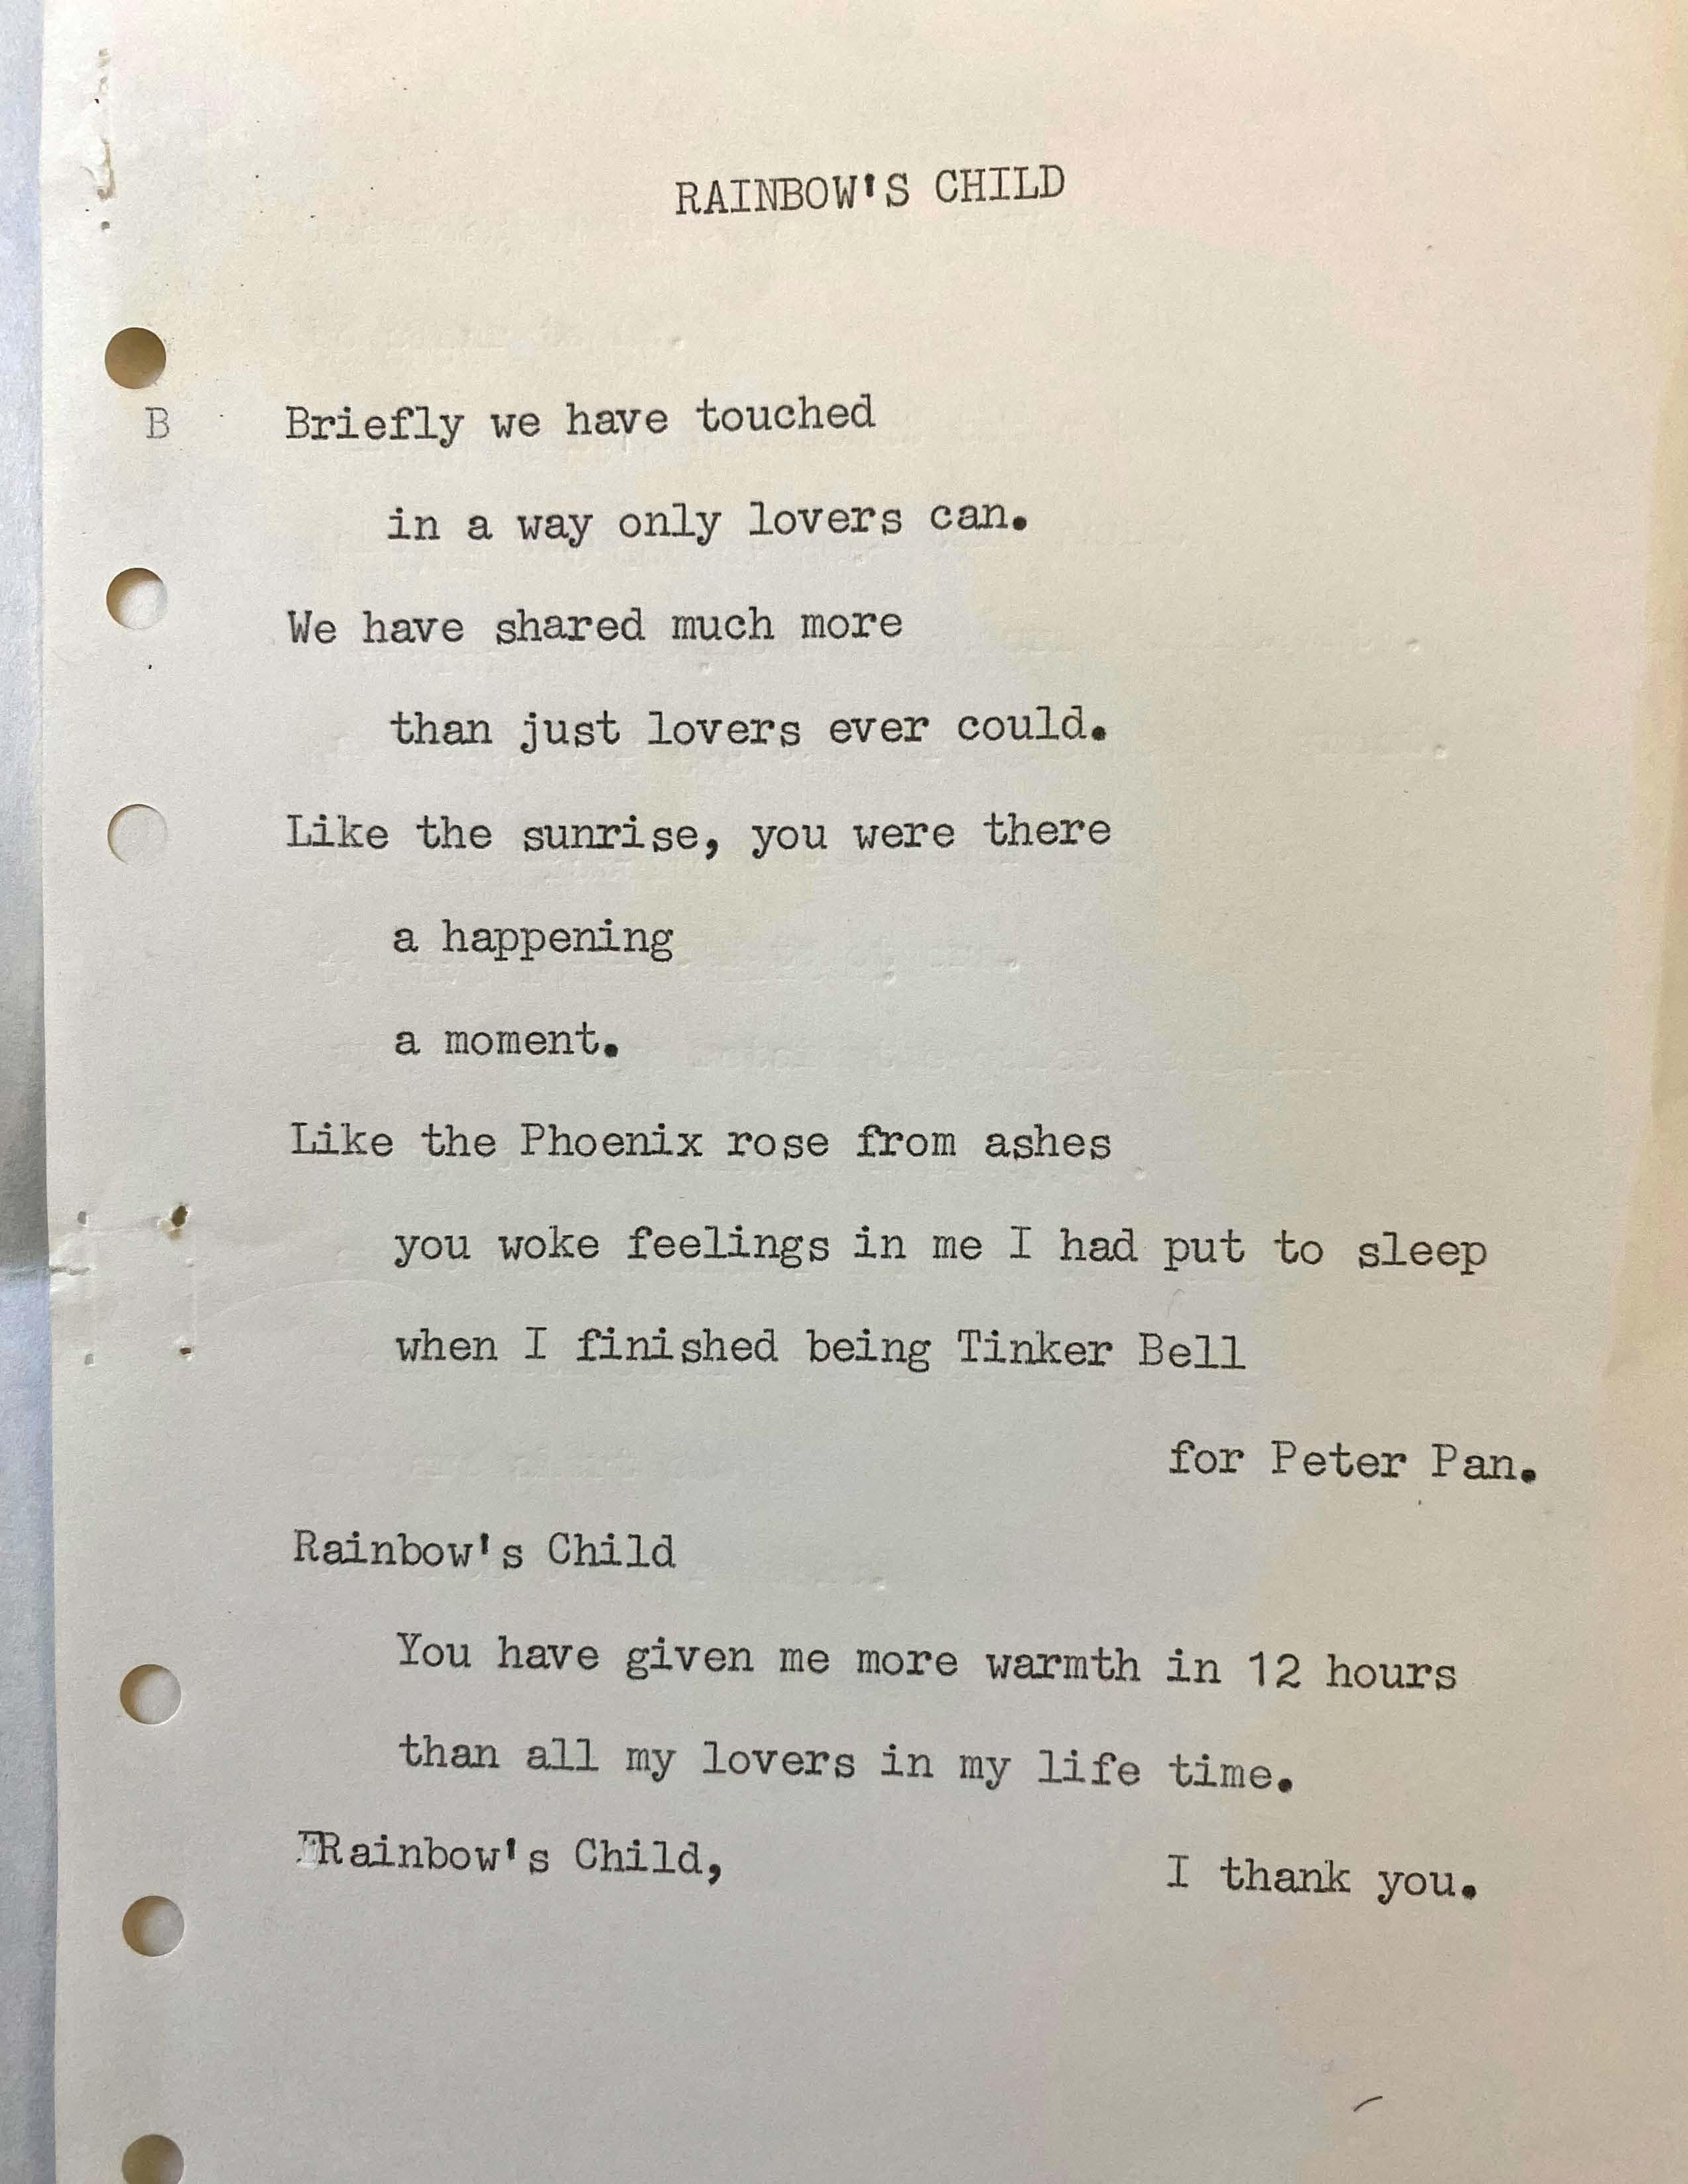 RAINBOW'S CHILD
B Briefly we have touched
in a way only lovers can.
We have shared much more
than just lovers ever could.
Like the sunrise, you were there
a happening
a moment.
Like the Phoenix rose from ashes
you woke feelings in me I had put to sleep
when I finished being Tinker Bell
for Peter Pan.
Rainbow's Child
You have given me more warmth in 12 hours
than all my lovers in my life time.
Rainbow's Child, I thank you.